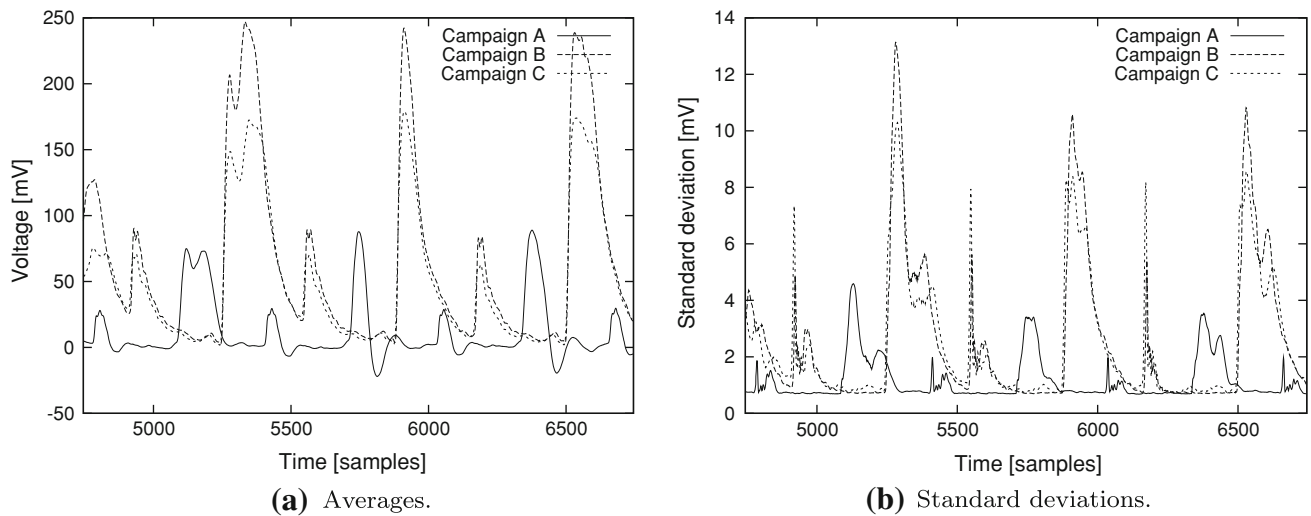 250
200
150
100
50
0
-50
Voltage [mV]
Campaign A
Campaign B
Campaign C
5000 5500 6000 6500
Time [samples]
(a) Averages.
14
12
10
8
6
4
2
0
Standard deviation [mV]
Campaign A
Campaign B
Campaign C
5000 5500 6000 6500
Time [samples]
(b) Standard deviations.